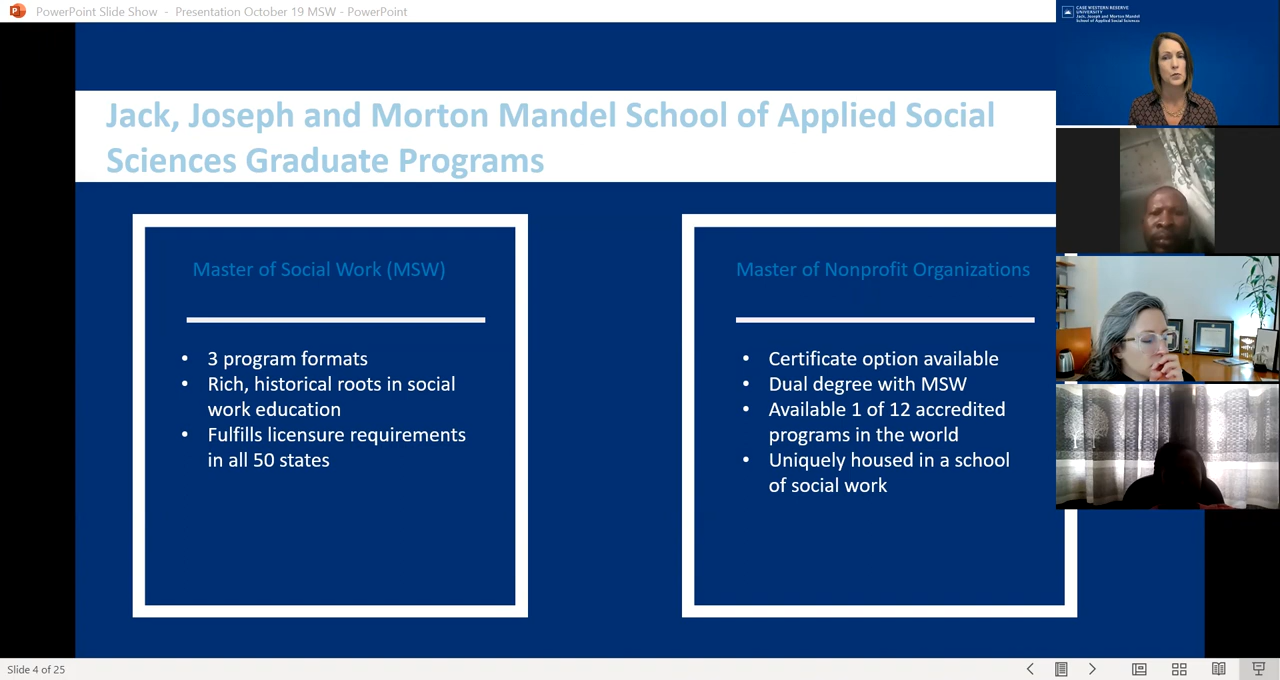 PowerPoint Slide Show - Presentation October 19 MSW - PowerPoint
CASE WESTERN RESERVE
UNIVERSITY
Jack, Joseph and Morton Mandel
School of Applied Social Sciences
Jack, Joseph and Morton Mandel School of Applied Social
Sciences Graduate Programs
Master of Social Work (MSW)
• 3 program formats
• Rich, historical roots in social
work education
• Fulfills licensure requirements
in all 50 states
Master of Nonprofit Organizations
• Certificate option available
• Dual degree with MSW
• Available 1 of 12 accredited
programs in the world
• Uniquely housed in a school
of social work
Slide 4 of 25